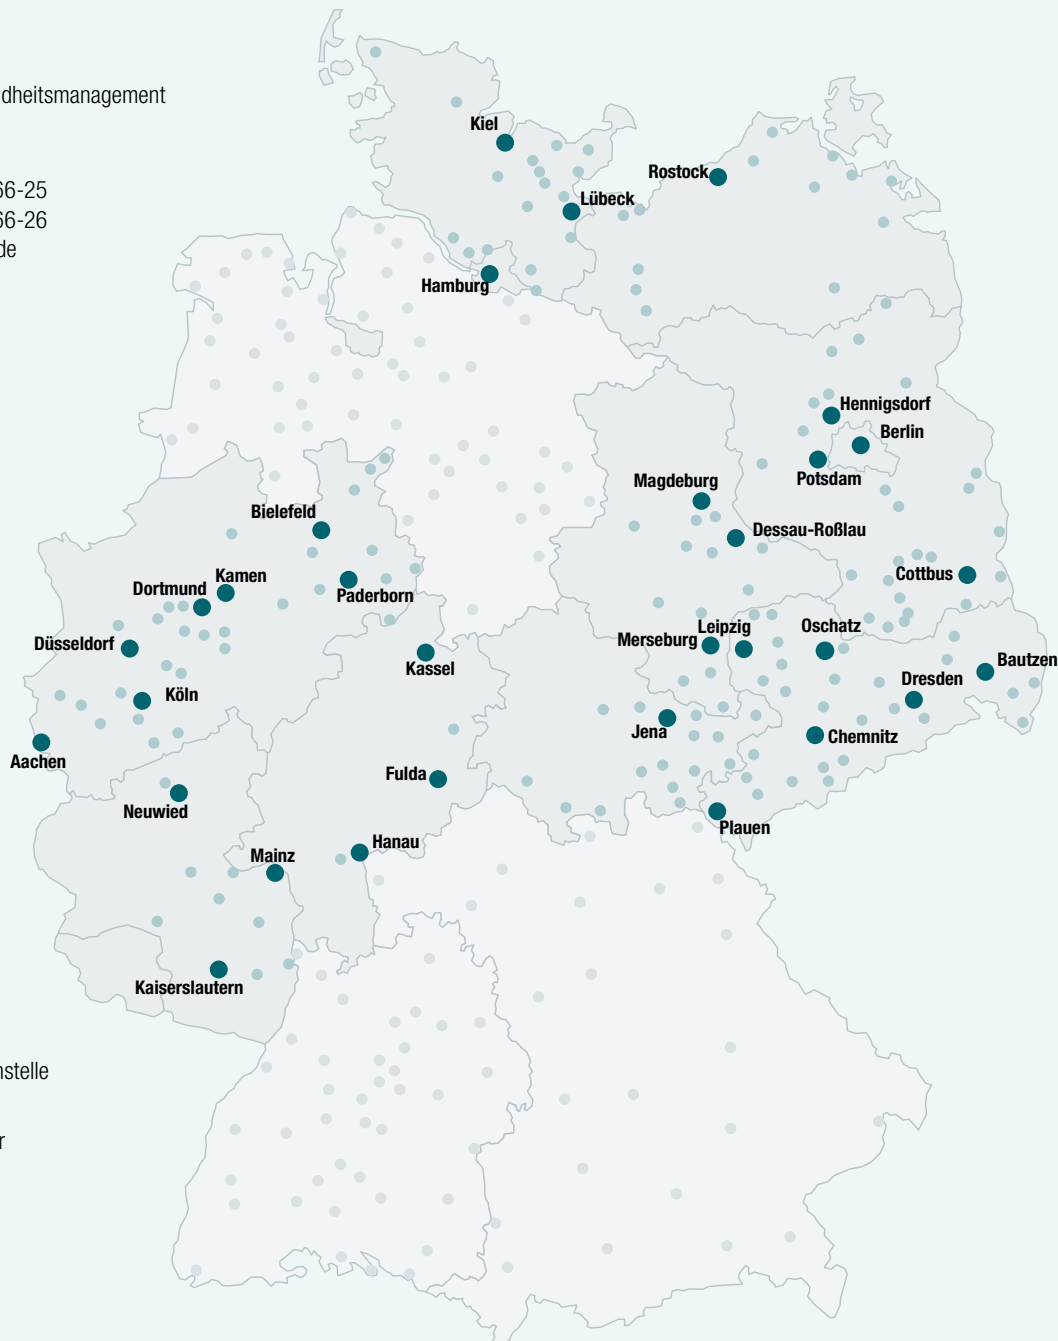 dheitsmanagement
Kiel
66-25
Rostock
66-26
Lübeck
de
Hamburg
Hennigsdorf
Berlin
Potsdam
Magdeburg
Bielefeld
Dessau-Roßlau
Cottbus
Kamen
Dortmund
Paderborn
Leipzig
Oschatz
Merseburg
Düsseldorf
Kassel
Bautzen
Dresden
Köln
Jena
Chemnitz
Aachen
Fulda
Neuwied
Plauen
Hanau
Mainz
Kaiserslautern
nstelle
r